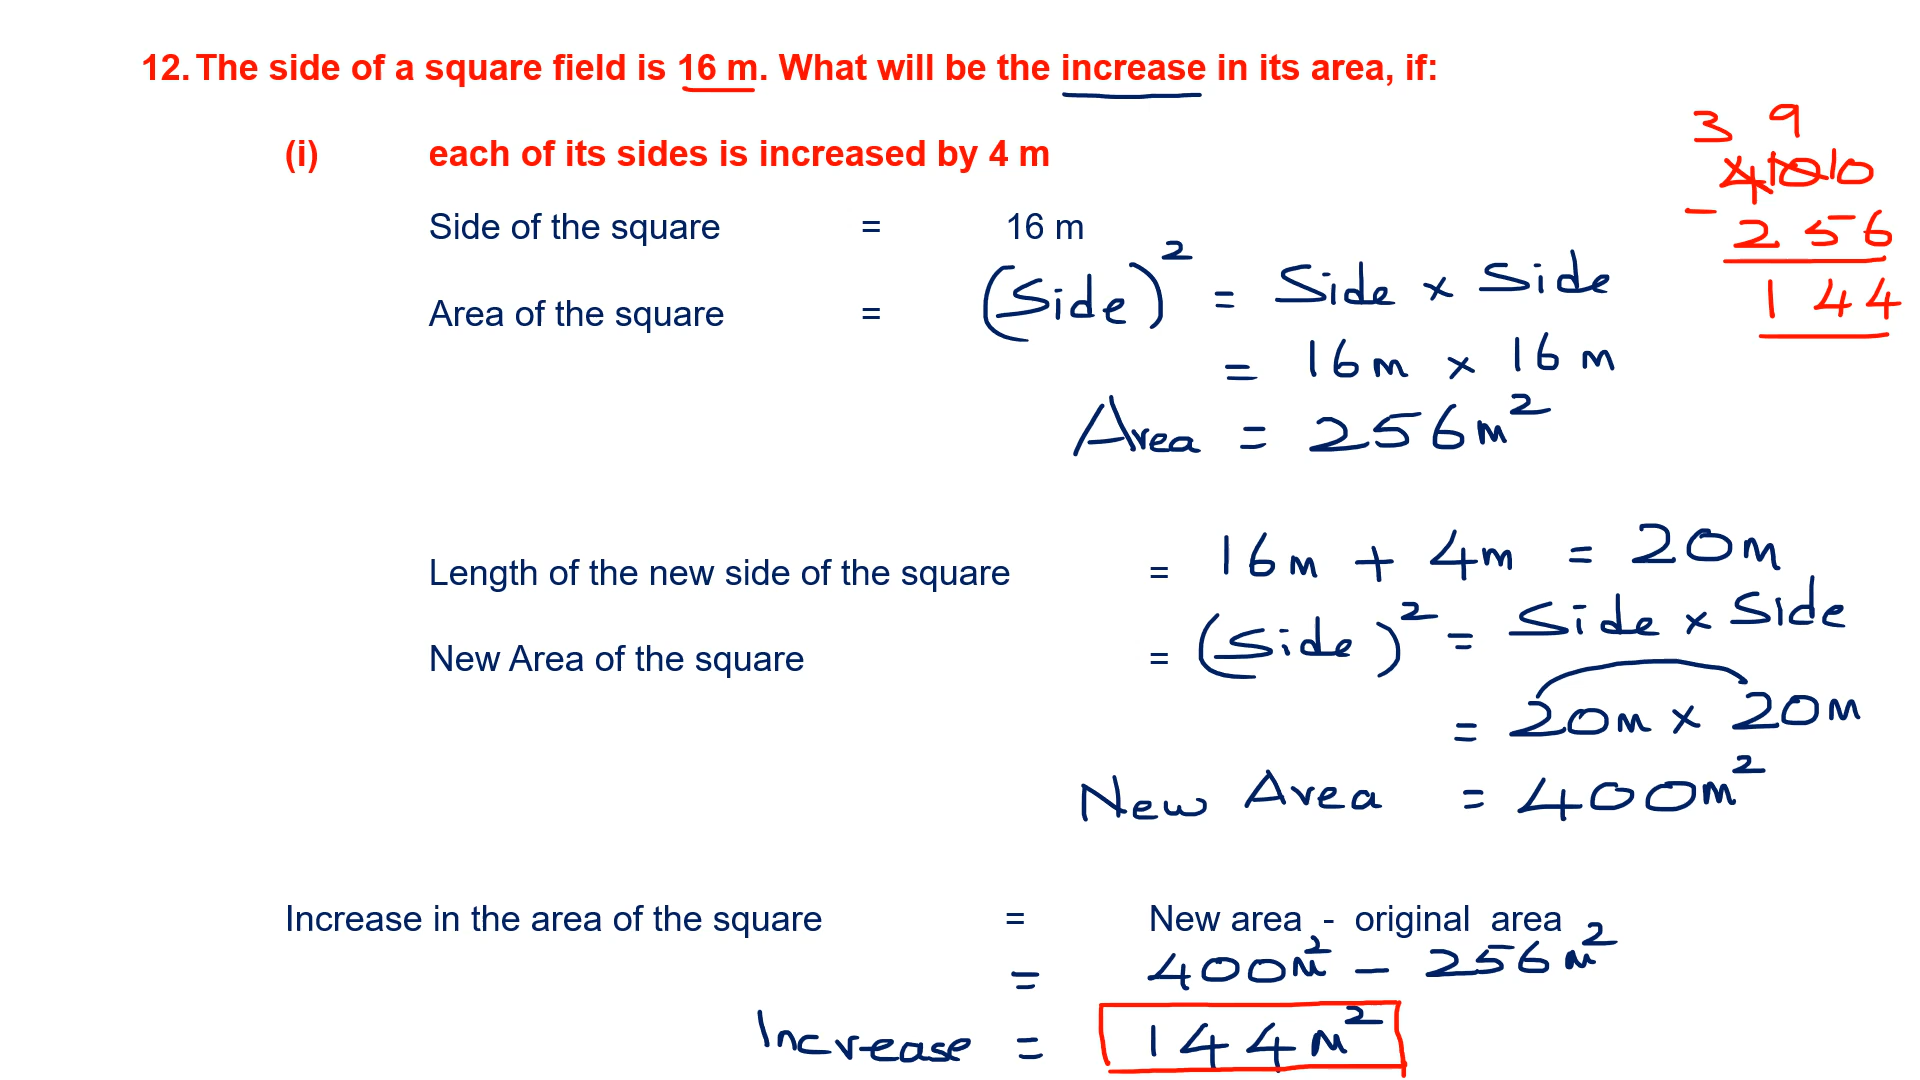 12. The side of a square field is 16 m. What will be the increase in its area, if:
(i) each of its sides is increased by 4 m
3 9
4 10 10
- 2 5 6
1 4 4
Side of the square = 16 m
Area of the square = (Side)² = Side × Side
= 16m × 16m
Area = 256m²
Length of the new side of the square = 16m + 4m = 20m
New Area of the square = (Side)² = Side × Side
= 20m × 20m
New Area = 400m²
Increase in the area of the square = New area - original area
= 400m² - 256m²
Increase = 144m²